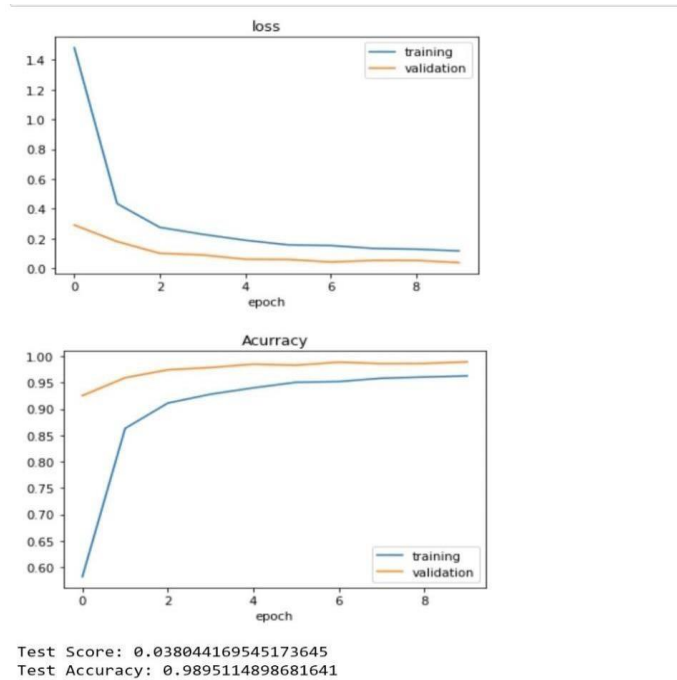 loss
1.4
1.2
1.0
0.8
0.6
0.4
0.2
0.0
training
validation
0 2 4 6 8
epoch
Acurracy
1.00
0.95
0.90
0.85
0.80
0.75
0.70
0.65
0.60
training
validation
0 2 4 6 8
epoch
Test Score: 0.038044169545173645
Test Accuracy: 0.9895114898681641